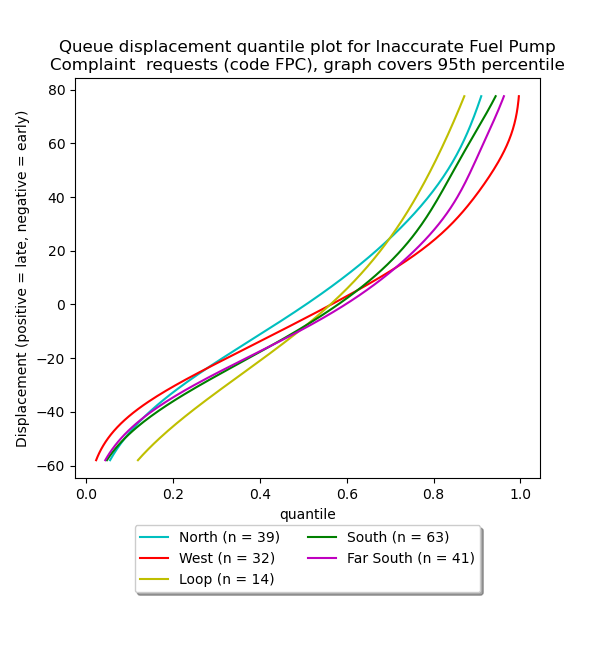 Queue displacement quantile plot for Inaccurate Fuel Pump
Complaint  requests (code FPC), graph covers 95th percentile
Displacement (positive = late, negative = early)
80
60
40
20
0
−20
−40
−60
0.0 0.2 0.4 0.6 0.8 1.0
quantile
North (n = 39) South (n = 63)
West (n = 32) Far South (n = 41)
Loop (n = 14)